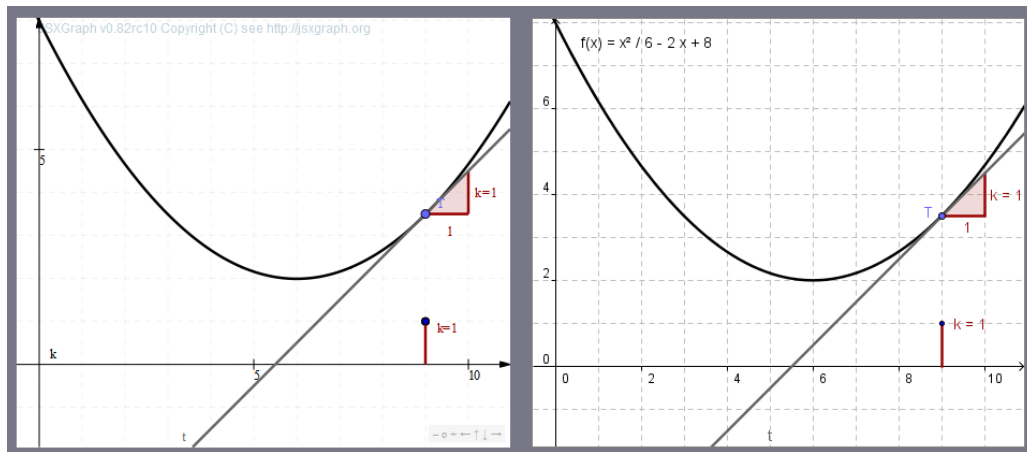 JSXGraph v0.82rc10 Copyright (C) see http://jsxgraph.org
5
k=1
T
1
k=1
k
5
10
t
– o + ← ↑ ↓ →
f(x) = x² / 6 - 2 x + 8
6
4
k = 1
T
1
2
k = 1
0
0
2
4
6
8
10
t